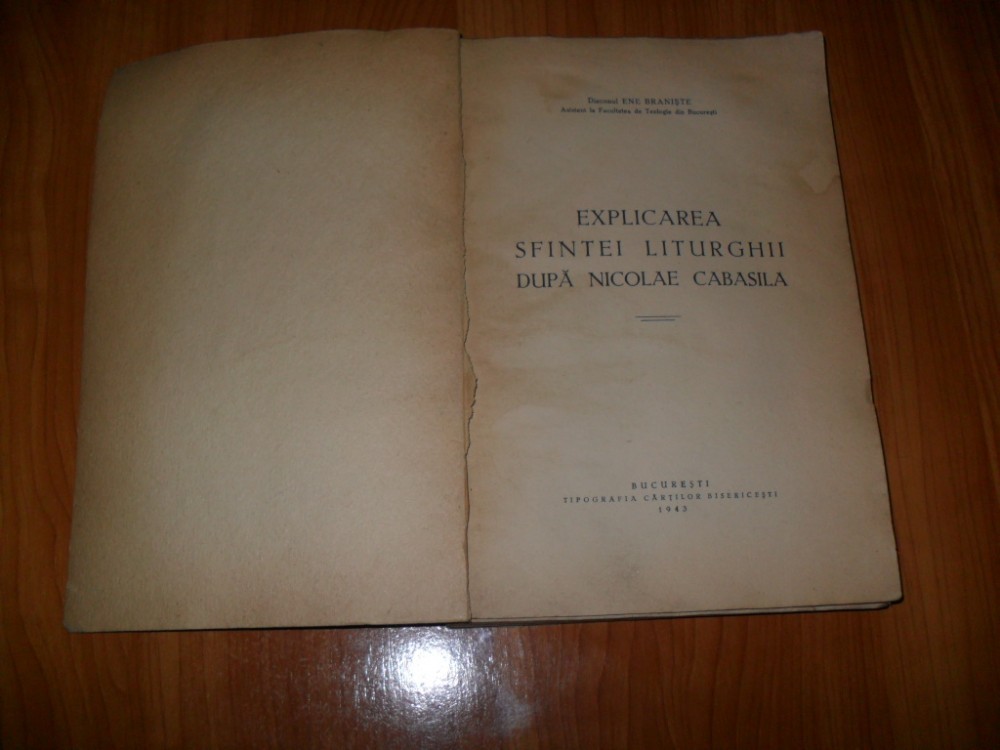 Diaconul ENE BRANIȘTE
Asistent la Facultatea de Teologie din București
EXPLICAREA
SFINTEI LITURGHII
DUPĂ NICOLAE CABASILA
BUCUREȘTI
TIPOGRAFIA CĂRȚILOR BISERICEȘTI
1943